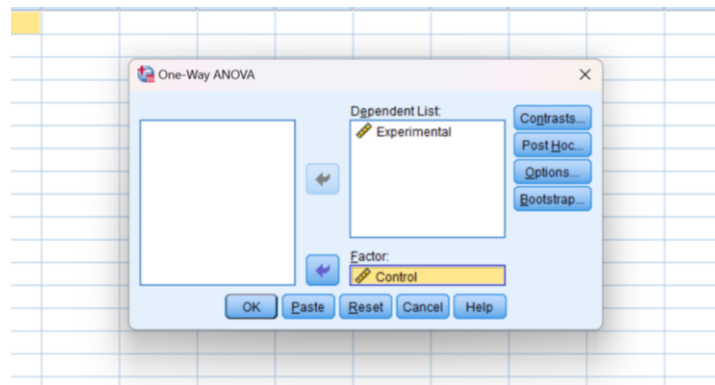 One-Way ANOVA
Dependent List:
Experimental
Contrasts...
Post Hoc...
Options...
Bootstrap...
Factor:
Control
OK Paste Reset Cancel Help